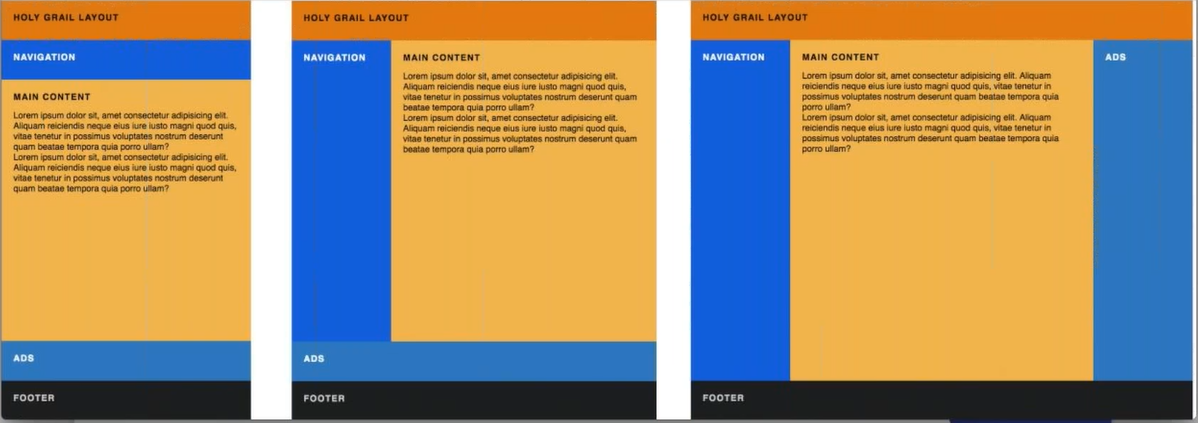 HOLY GRAIL LAYOUT
NAVIGATION
MAIN CONTENT
Lorem ipsum dolor sit, amet consectetur adipisicing elit.
Aliquam reiciendis neque eius iure iusto magni quod quis,
vitae tenetur in possimus voluptates nostrum deserunt
quam beatae tempora quia porro ullam?
Lorem ipsum dolor sit, amet consectetur adipisicing elit.
Aliquam reiciendis neque eius iure iusto magni quod quis,
vitae tenetur in possimus voluptates nostrum deserunt
quam beatae tempora quia porro ullam?
ADS
FOOTER
HOLY GRAIL LAYOUT
NAVIGATION
MAIN CONTENT
Lorem ipsum dolor sit, amet consectetur adipisicing elit.
Aliquam reiciendis neque eius iure iusto magni quod quis,
vitae tenetur in possimus voluptates nostrum deserunt quam
beatae tempora quia porro ullam?
Lorem ipsum dolor sit, amet consectetur adipisicing elit.
Aliquam reiciendis neque eius iure iusto magni quod quis,
vitae tenetur in possimus voluptates nostrum deserunt quam
beatae tempora quia porro ullam?
ADS
FOOTER
HOLY GRAIL LAYOUT
NAVIGATION
MAIN CONTENT
Lorem ipsum dolor sit, amet consectetur adipisicing elit. Aliquam
reiciendis neque eius iure iusto magni quod quis, vitae tenetur in
possimus voluptates nostrum deserunt quam beatae tempora quia
porro ullam?
Lorem ipsum dolor sit, amet consectetur adipisicing elit. Aliquam
reiciendis neque eius iure iusto magni quod quis, vitae tenetur in
possimus voluptates nostrum deserunt quam beatae tempora quia
porro ullam?
ADS
FOOTER